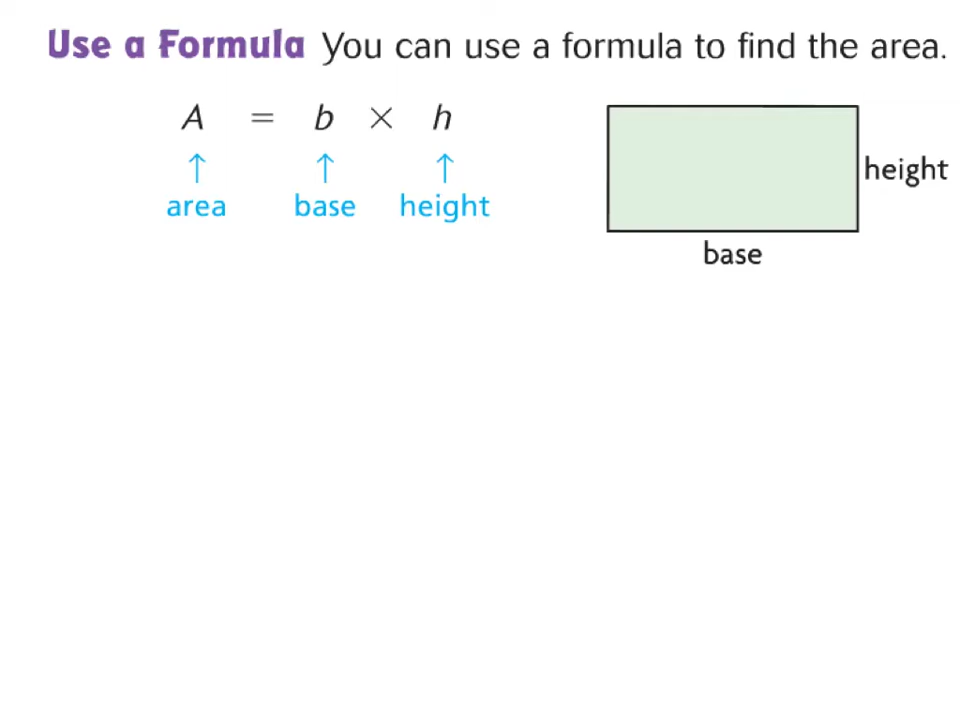 Use a Formula You can use a formula to find the area.
A = b × h
↑ ↑ ↑
area base height
height
base